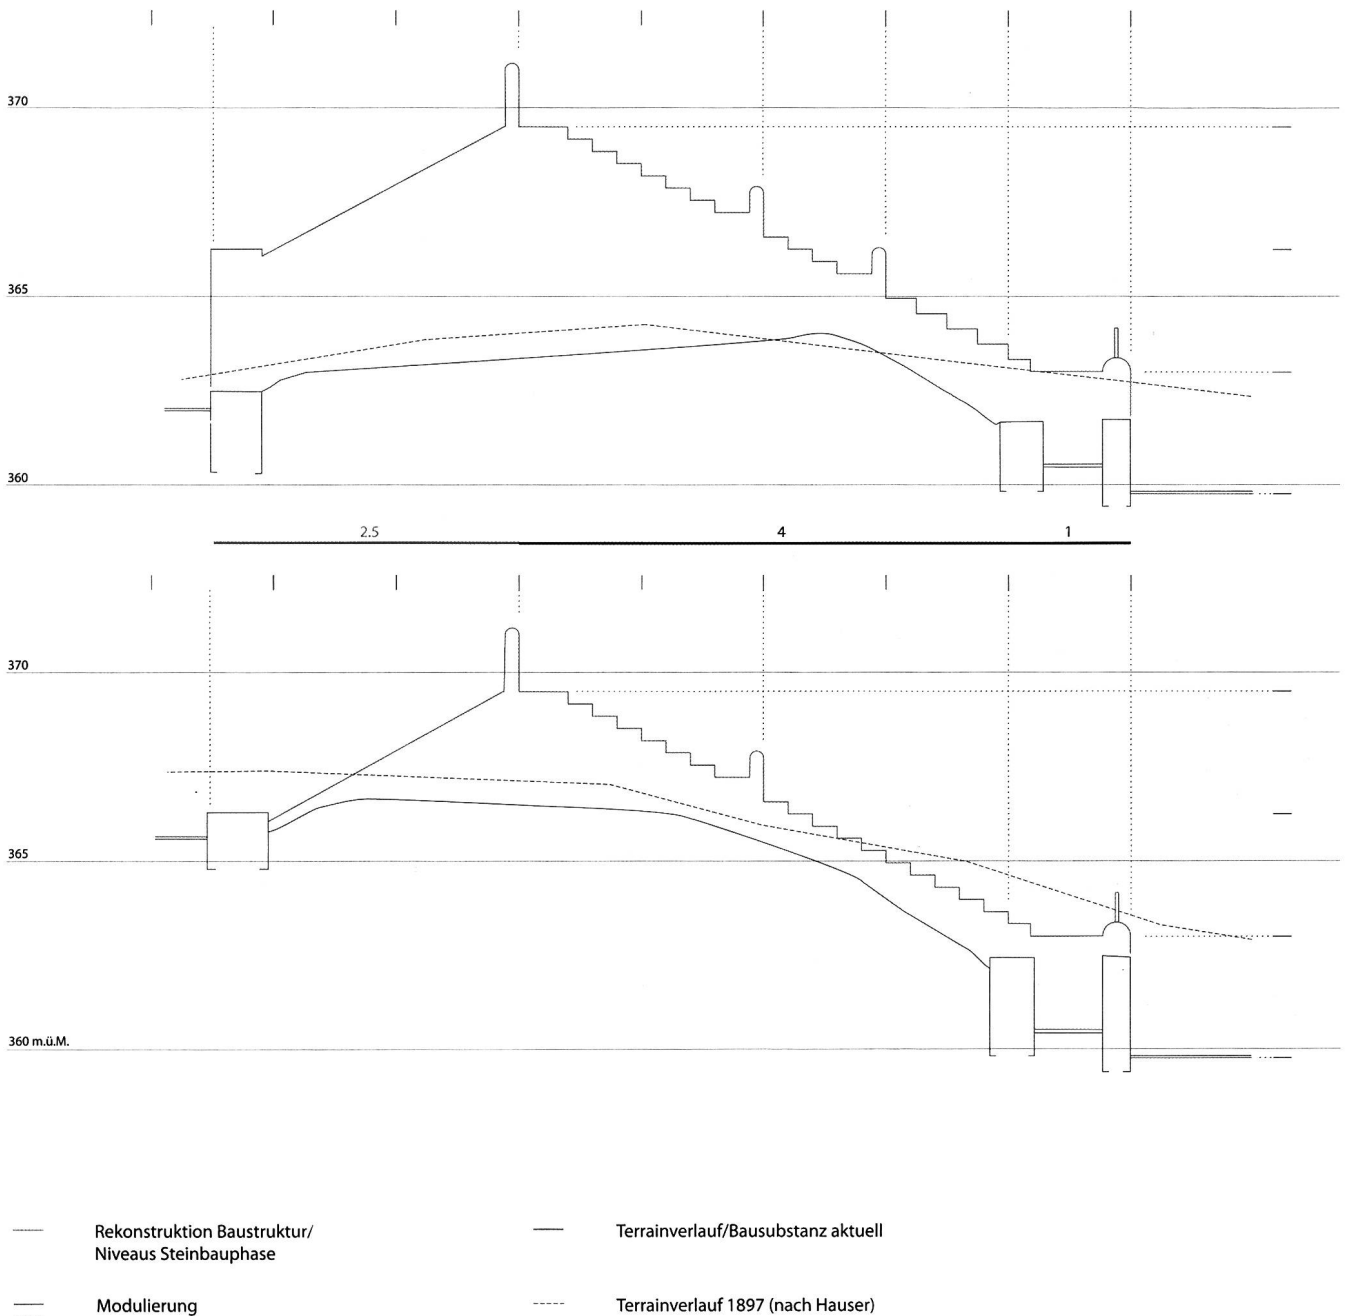 370
365
360
2.5
4
1
370
365
360 m.ü.M.
Rekonstruktion Baustruktur/
Niveaus Steinbauphase
Terrainverlauf/Bausubstanz aktuell
Modulierung
Terrainverlauf 1897 (nach Hauser)